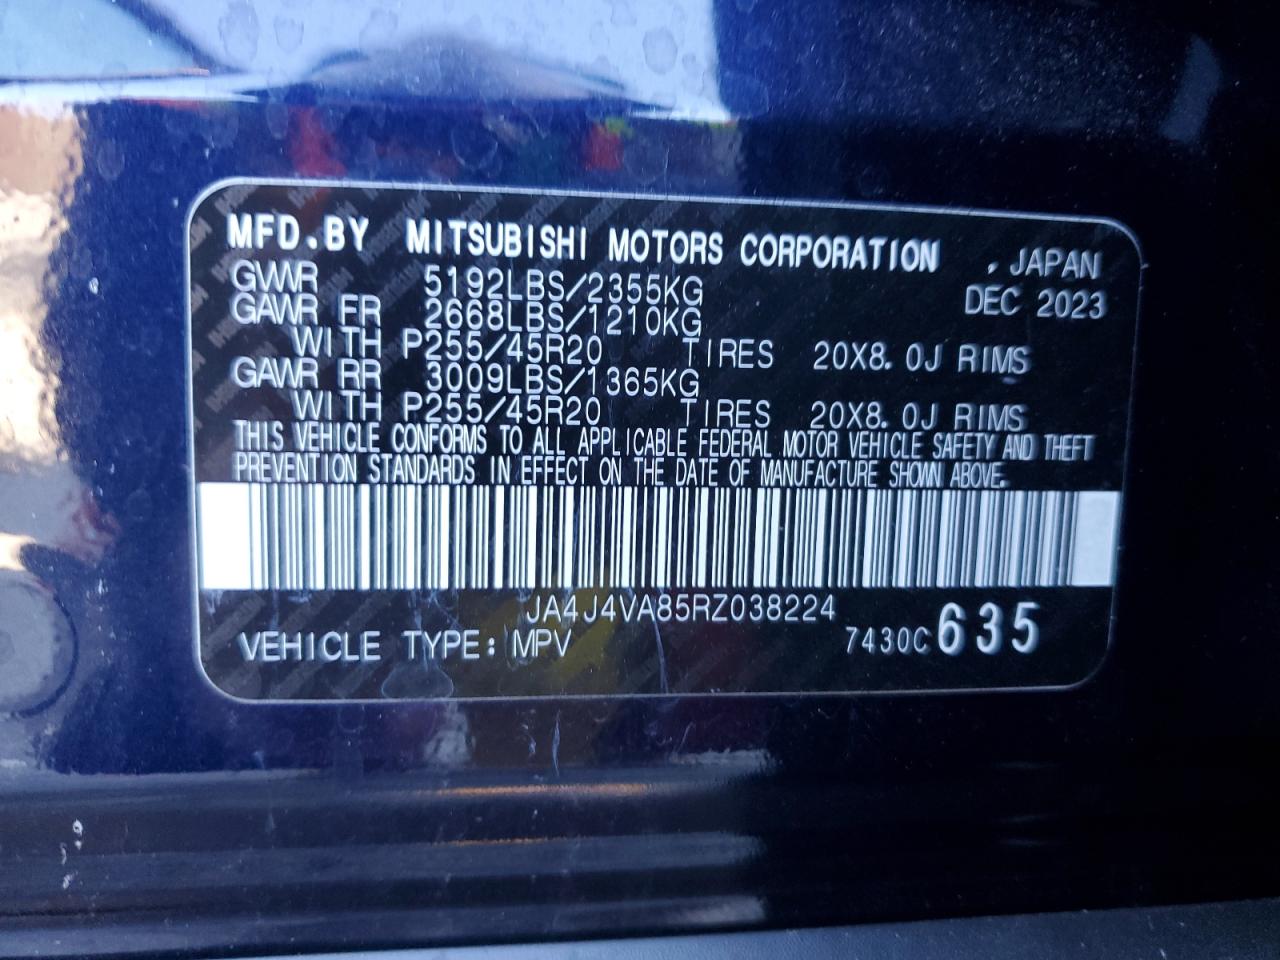 MFD.BY MITSUBISHI MOTORS CORPORATION , JAPAN
GVWR 5192LBS/2355KG DEC 2023
GAWR FR 2668LBS/1210KG
WITH P255/45R20 TIRES 20X8.0J RIMS
GAWR RR 3009LBS/1365KG
WITH P255/45R20 TIRES 20X8.0J RIMS
THIS VEHICLE CONFORMS TO ALL APPLICABLE FEDERAL MOTOR VEHICLE SAFETY AND THEFT
PREVENTION STANDARDS IN EFFECT ON THE DATE OF MANUFACTURE SHOWN ABOVE.
JA4J4VA85RZ038224
VEHICLE TYPE: MPV 7430C 635